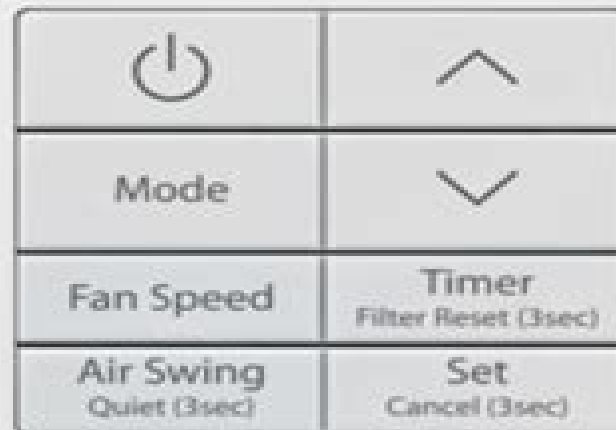 Mode
Fan Speed
Timer
Filter Reset (3sec)
Air Swing
Quiet (3sec)
Set
Cancel (3sec)